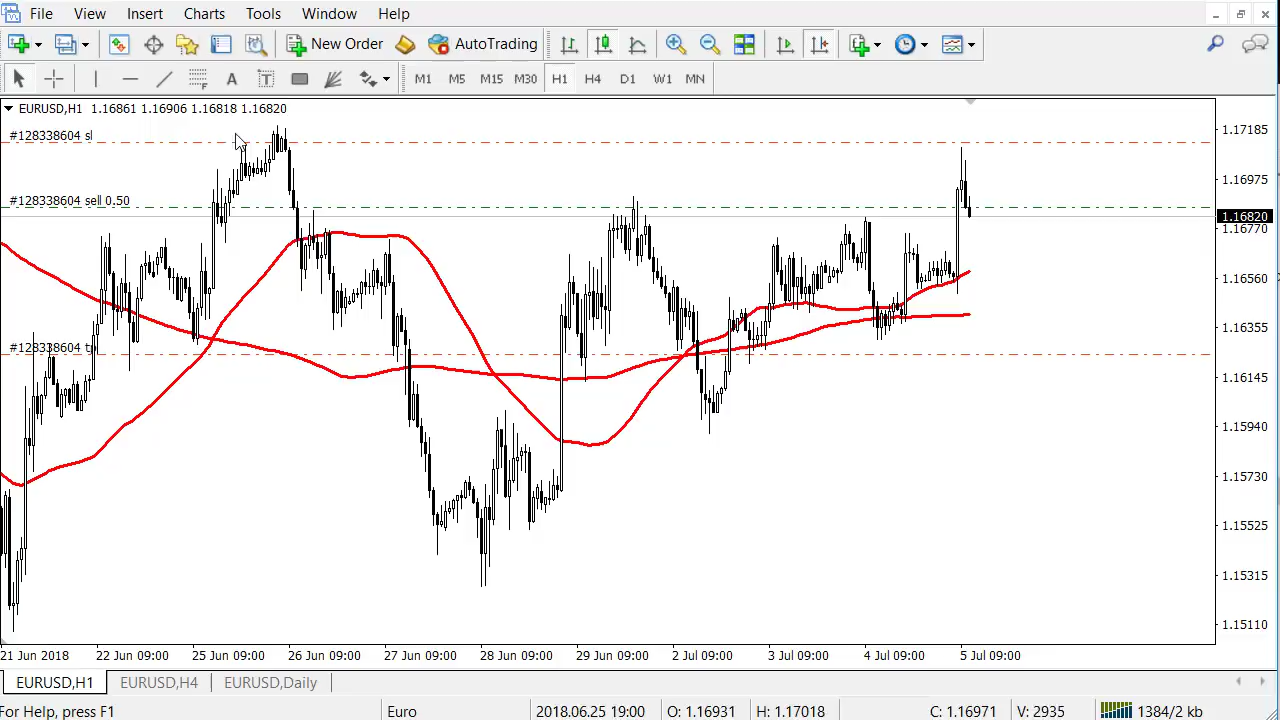 File View Insert Charts Tools Window Help
New Order AutoTrading
A T M1 M5 M15 M30 H1 H4 D1 W1 MN
EURUSD,H1 1.16861 1.16906 1.16818 1.16820
#128338604 sl
#128338604 sell 0.50
#128338604 tp
1.17185
1.16975
1.16820
1.16770
1.16560
1.16355
1.16145
1.15940
1.15730
1.15525
1.15315
1.15110
21 Jun 2018 22 Jun 09:00 25 Jun 09:00 26 Jun 09:00 27 Jun 09:00 28 Jun 09:00 29 Jun 09:00 2 Jul 09:00 3 Jul 09:00 4 Jul 09:00 5 Jul 09:00
EURUSD,H1 EURUSD,H4 EURUSD,Daily
For Help, press F1 Euro 2018.06.25 19:00 O: 1.16931 H: 1.17018 C: 1.16971 V: 2935 1384/2 kb